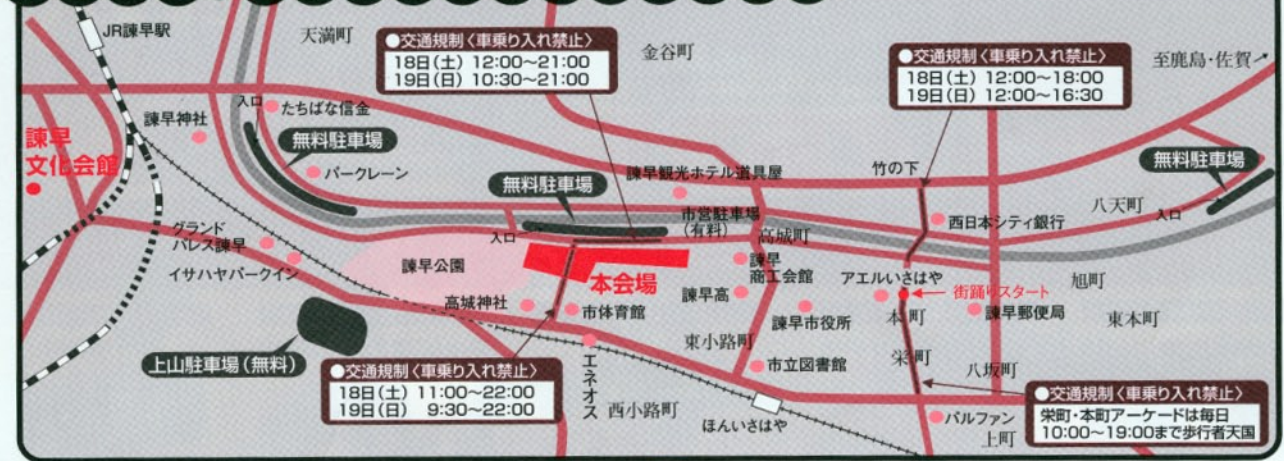 JR諫早駅
天満町
●交通規制〈車乗り入れ禁止〉
18日(土) 12:00~21:00
19日(日) 10:30~21:00
金谷町
●交通規制〈車乗り入れ禁止〉
18日(土) 12:00~18:00
19日(日) 12:00~16:30
至鹿島・佐賀
入口
たちばな信金
諫早神社
無料駐車場
諫早
文化会館
パークレーン
無料駐車場
諫早観光ホテル道具屋
竹の下
無料駐車場
グランド
パレス諫早
イサハヤパークイン
入口
市営駐車場
(有料)
高城町
西日本シティ銀行
八天町
入口
諫早公園
本会場
諫早
商工会館
アエルいさはや
街踊りスタート
旭町
高城神社
市体育館
諫早高
諫早市役所
本町
諫早郵便局
東本町
上山駐車場(無料)
東小路町
市立図書館
栄町
八坂町
●交通規制〈車乗り入れ禁止〉
18日(土) 11:00~22:00
19日(日) 9:30~22:00
エネオス
西小路町
ほんいさはや
パルファン
上町
●交通規制〈車乗り入れ禁止〉
栄町・本町アーケードは毎日
10:00~19:00まで歩行者天国